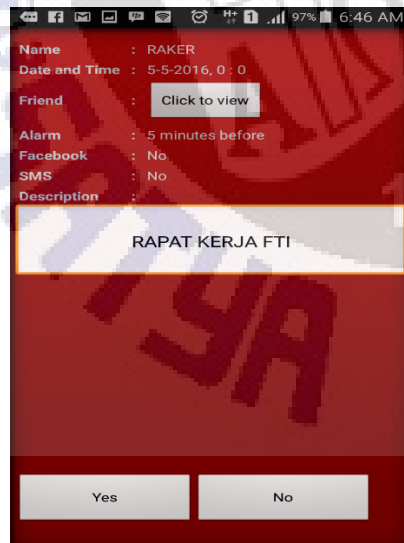 H+ 1 97% 6:46 AM
Name : RAKER
Date and Time : 5-5-2016, 0 : 0
Friend : Click to view
Alarm : 5 minutes before
Facebook : No
SMS : No
Description :
RAPAT KERJA FTI
Yes No